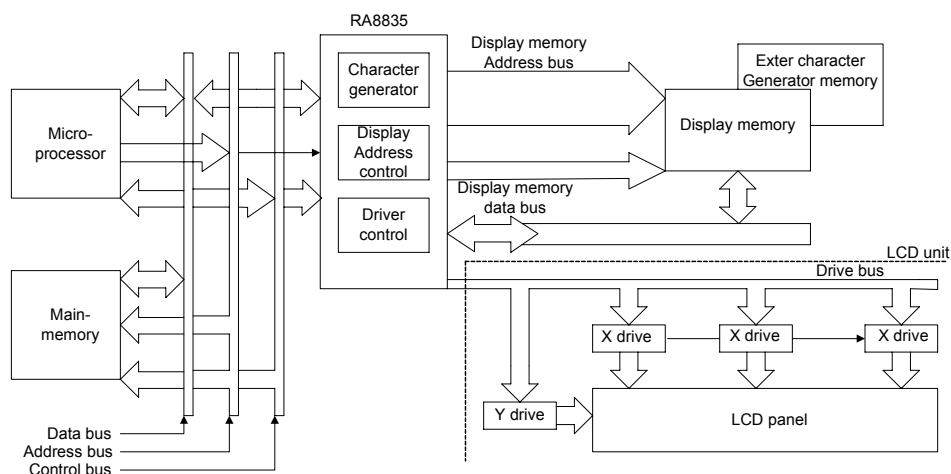 RA8835
Character
generator
Display
Address
control
Driver
control
Micro-
processor
Main-
memory
Display memory
Address bus
Exter character
Generator memory
Display memory
Display memory
data bus
LCD unit
Drive bus
X drive
X drive
X drive
Y drive
LCD panel
Data bus
Address bus
Control bus